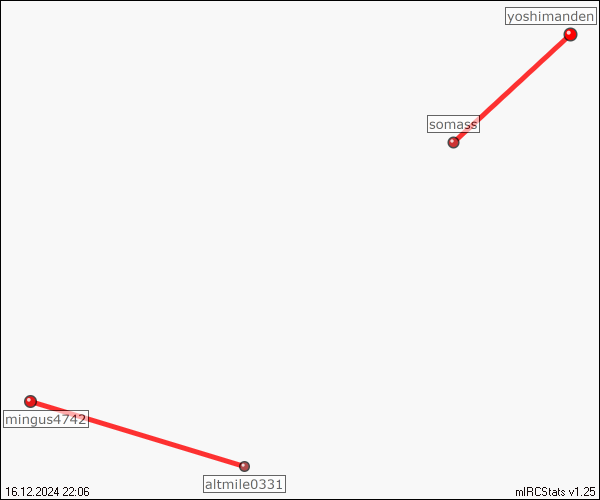 yoshimanden
somass
mingus4742
altmile0331
16.12.2024 22:06
mIRCStats v1.25